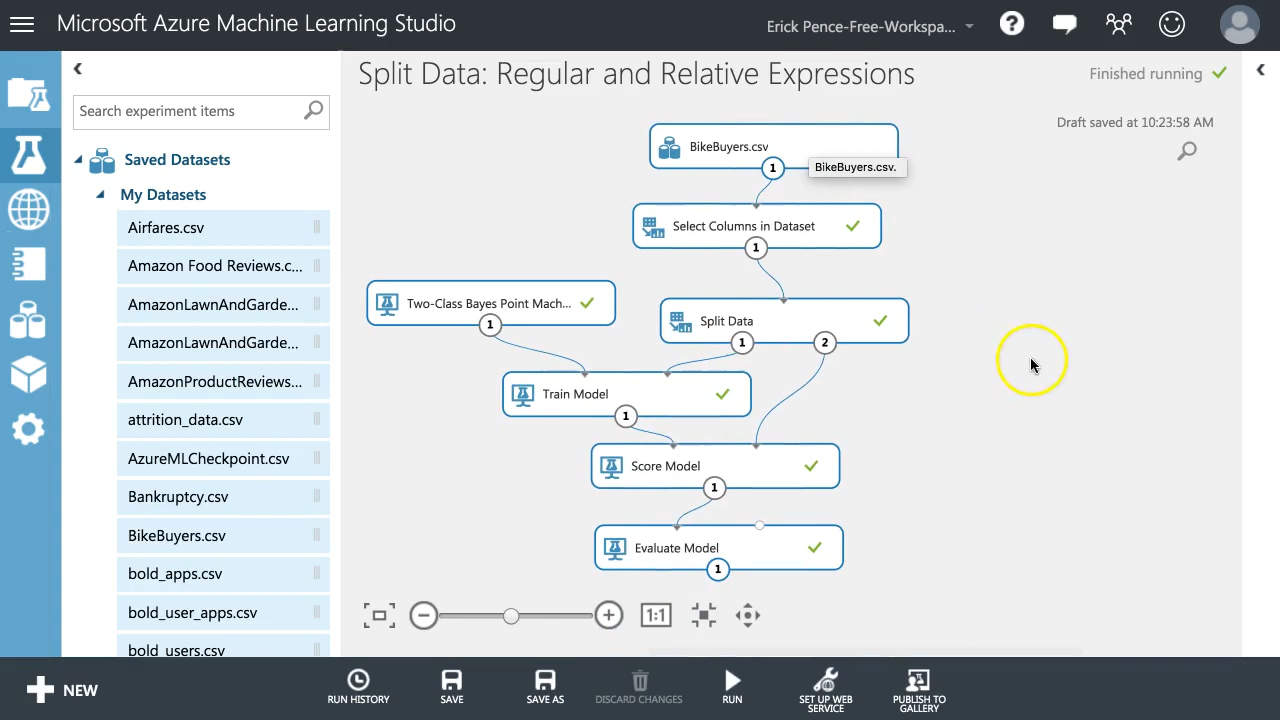 Microsoft Azure Machine Learning Studio
Erick Pence-Free-Workspa...
?
Search experiment items
Saved Datasets
My Datasets
Airfares.csv
Amazon Food Reviews.c...
AmazonLawnAndGarde...
AmazonLawnAndGarde...
AmazonProductReviews...
attrition_data.csv
AzureMLCheckpoint.csv
Bankruptcy.csv
BikeBuyers.csv
bold_apps.csv
bold_user_apps.csv
bold_users.csv
Split Data: Regular and Relative Expressions
Finished running
Draft saved at 10:23:58 AM
BikeBuyers.csv
1
BikeBuyers.csv.
Select Columns in Dataset
1
Two-Class Bayes Point Mach...
1
Split Data
1 2
Train Model
1
Score Model
1
Evaluate Model
1
1:1
NEW
RUN HISTORY
SAVE
SAVE AS
DISCARD CHANGES
RUN
SET UP WEB
SERVICE
PUBLISH TO
GALLERY